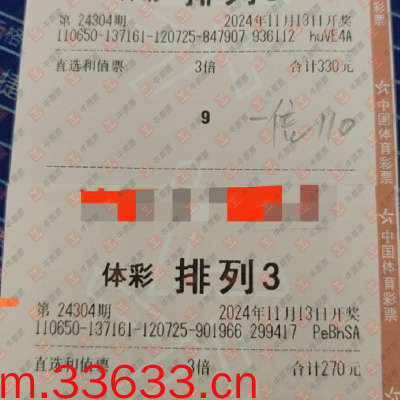 排列3
第 24304期 2024年11月13日开奖
110650-137161-120725-847907 936112 huVE4A
直选和值票 3倍 合计330元
9 一倍110
体彩 排列3
第 24304期 2024年11月13日开奖
110650-137161-120725-901966 299417 PeBhSA
直选和值票 3倍 合计270元
m.33633.cn
中国体育彩票
中国体育彩票